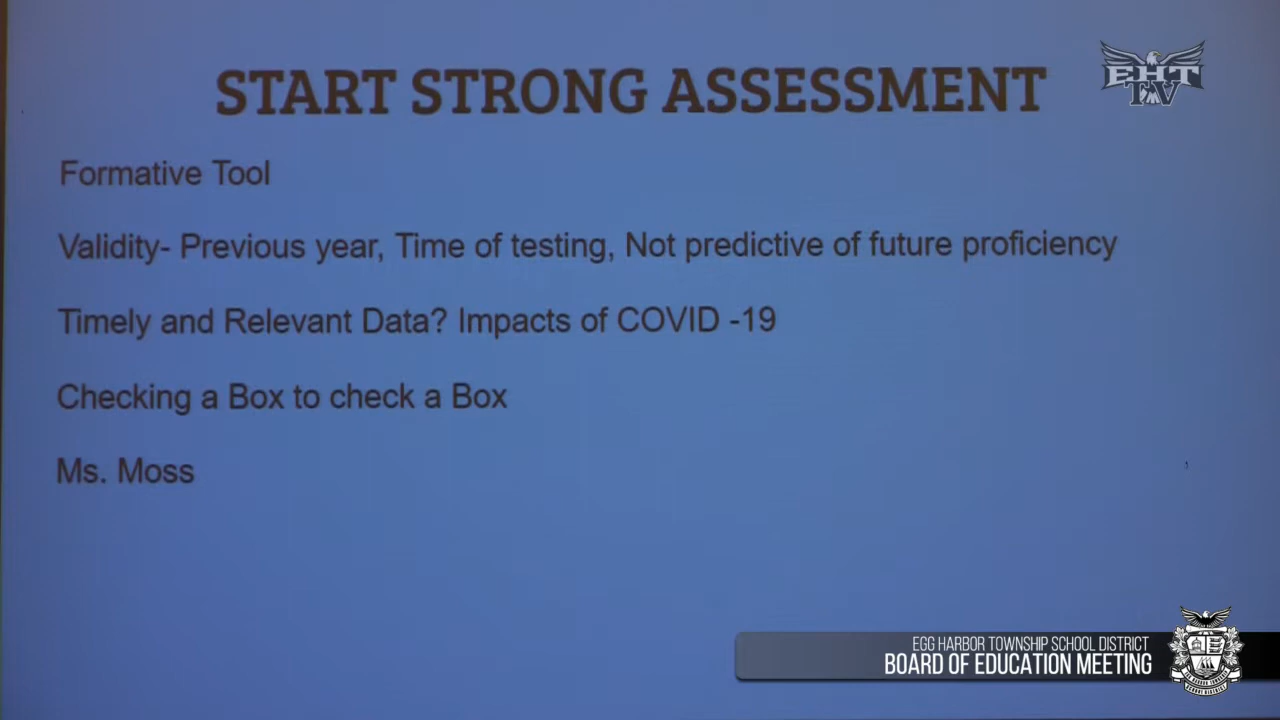 START STRONG ASSESSMENT
EHT
TV
Formative Tool
Validity- Previous year, Time of testing, Not predictive of future proficiency
Timely and Relevant Data? Impacts of COVID -19
Checking a Box to check a Box
Ms. Moss
EGG HARBOR TOWNSHIP SCHOOL DISTRICT
BOARD OF EDUCATION MEETING